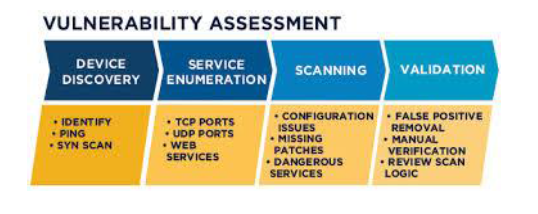 VULNERABILITY ASSESSMENT
DEVICE
DISCOVERY
SERVICE
ENUMERATION
SCANNING
VALIDATION
• IDENTIFY
• PING
• SYN SCAN
• TCP PORTS
• UDP PORTS
• WEB
SERVICES
• CONFIGURATION
ISSUES
• MISSING
PATCHES
• DANGEROUS
SERVICES
• FALSE POSITIVE
REMOVAL
• MANUAL
VERIFICATION
• REVIEW SCAN
LOGIC